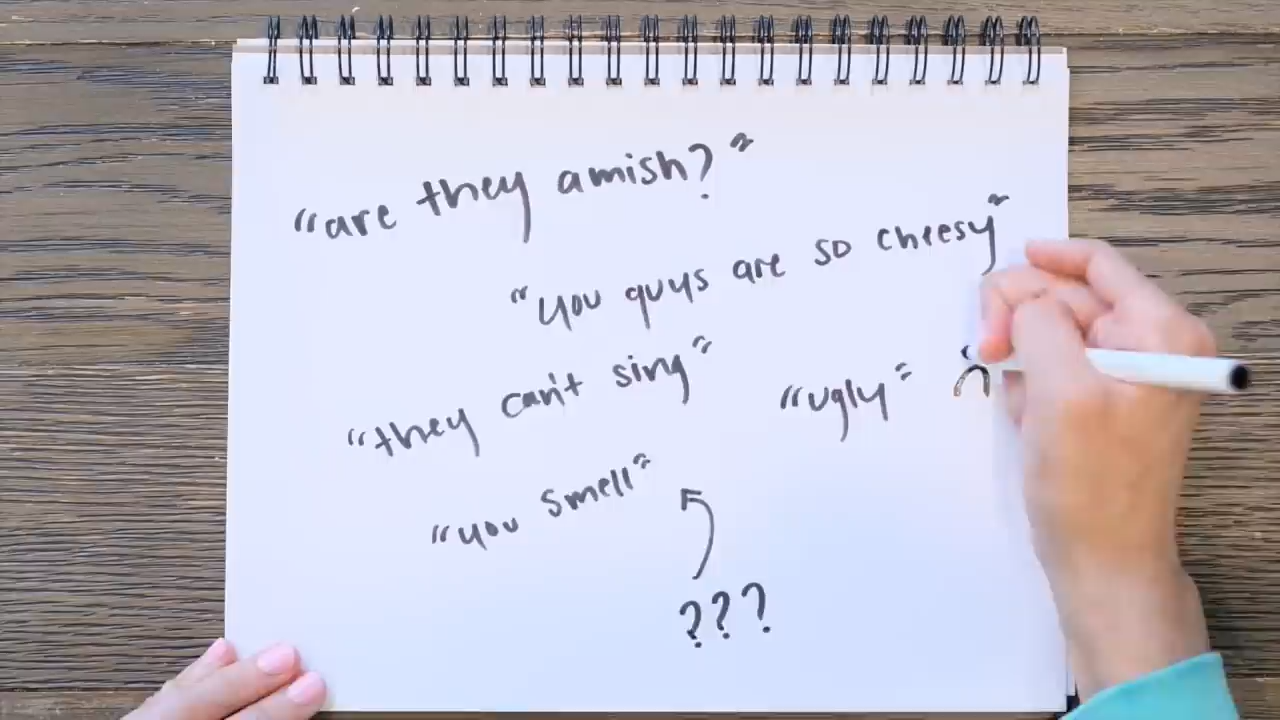 "are they amish?"
"you guys are so cheesy"
"they can't sing"
"ugly"
"you smell"
???